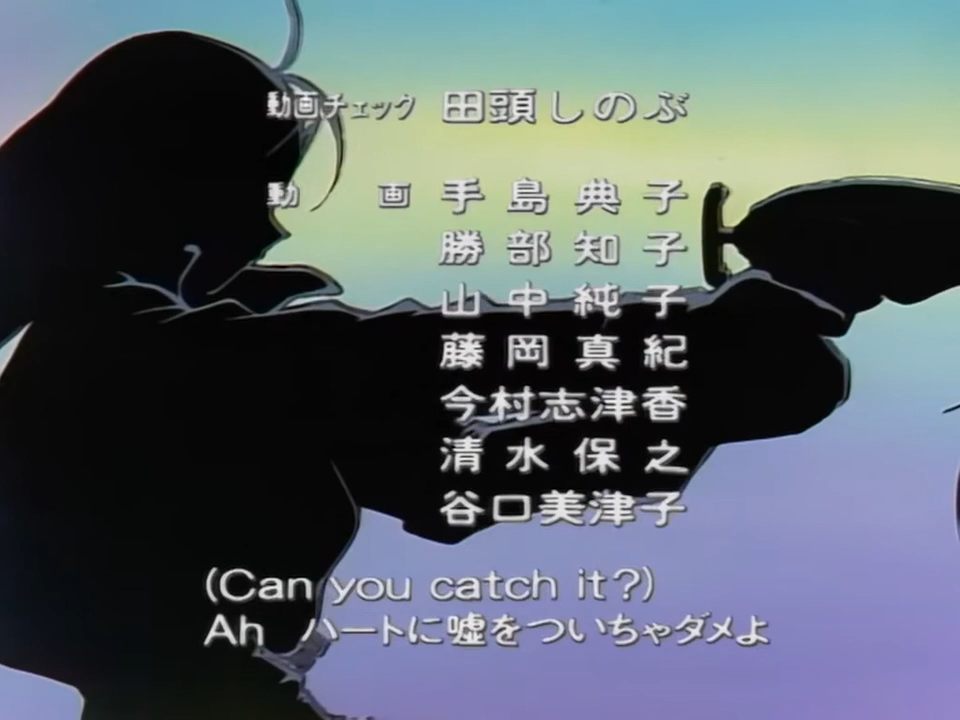 動画チェック 田頭しのぶ
動画 手島典子
勝部知子
山中純子
藤岡真紀
今村志津香
清水保之
谷口美津子
(Can you catch it?)
Ah ハートに嘘をついちゃダメよ